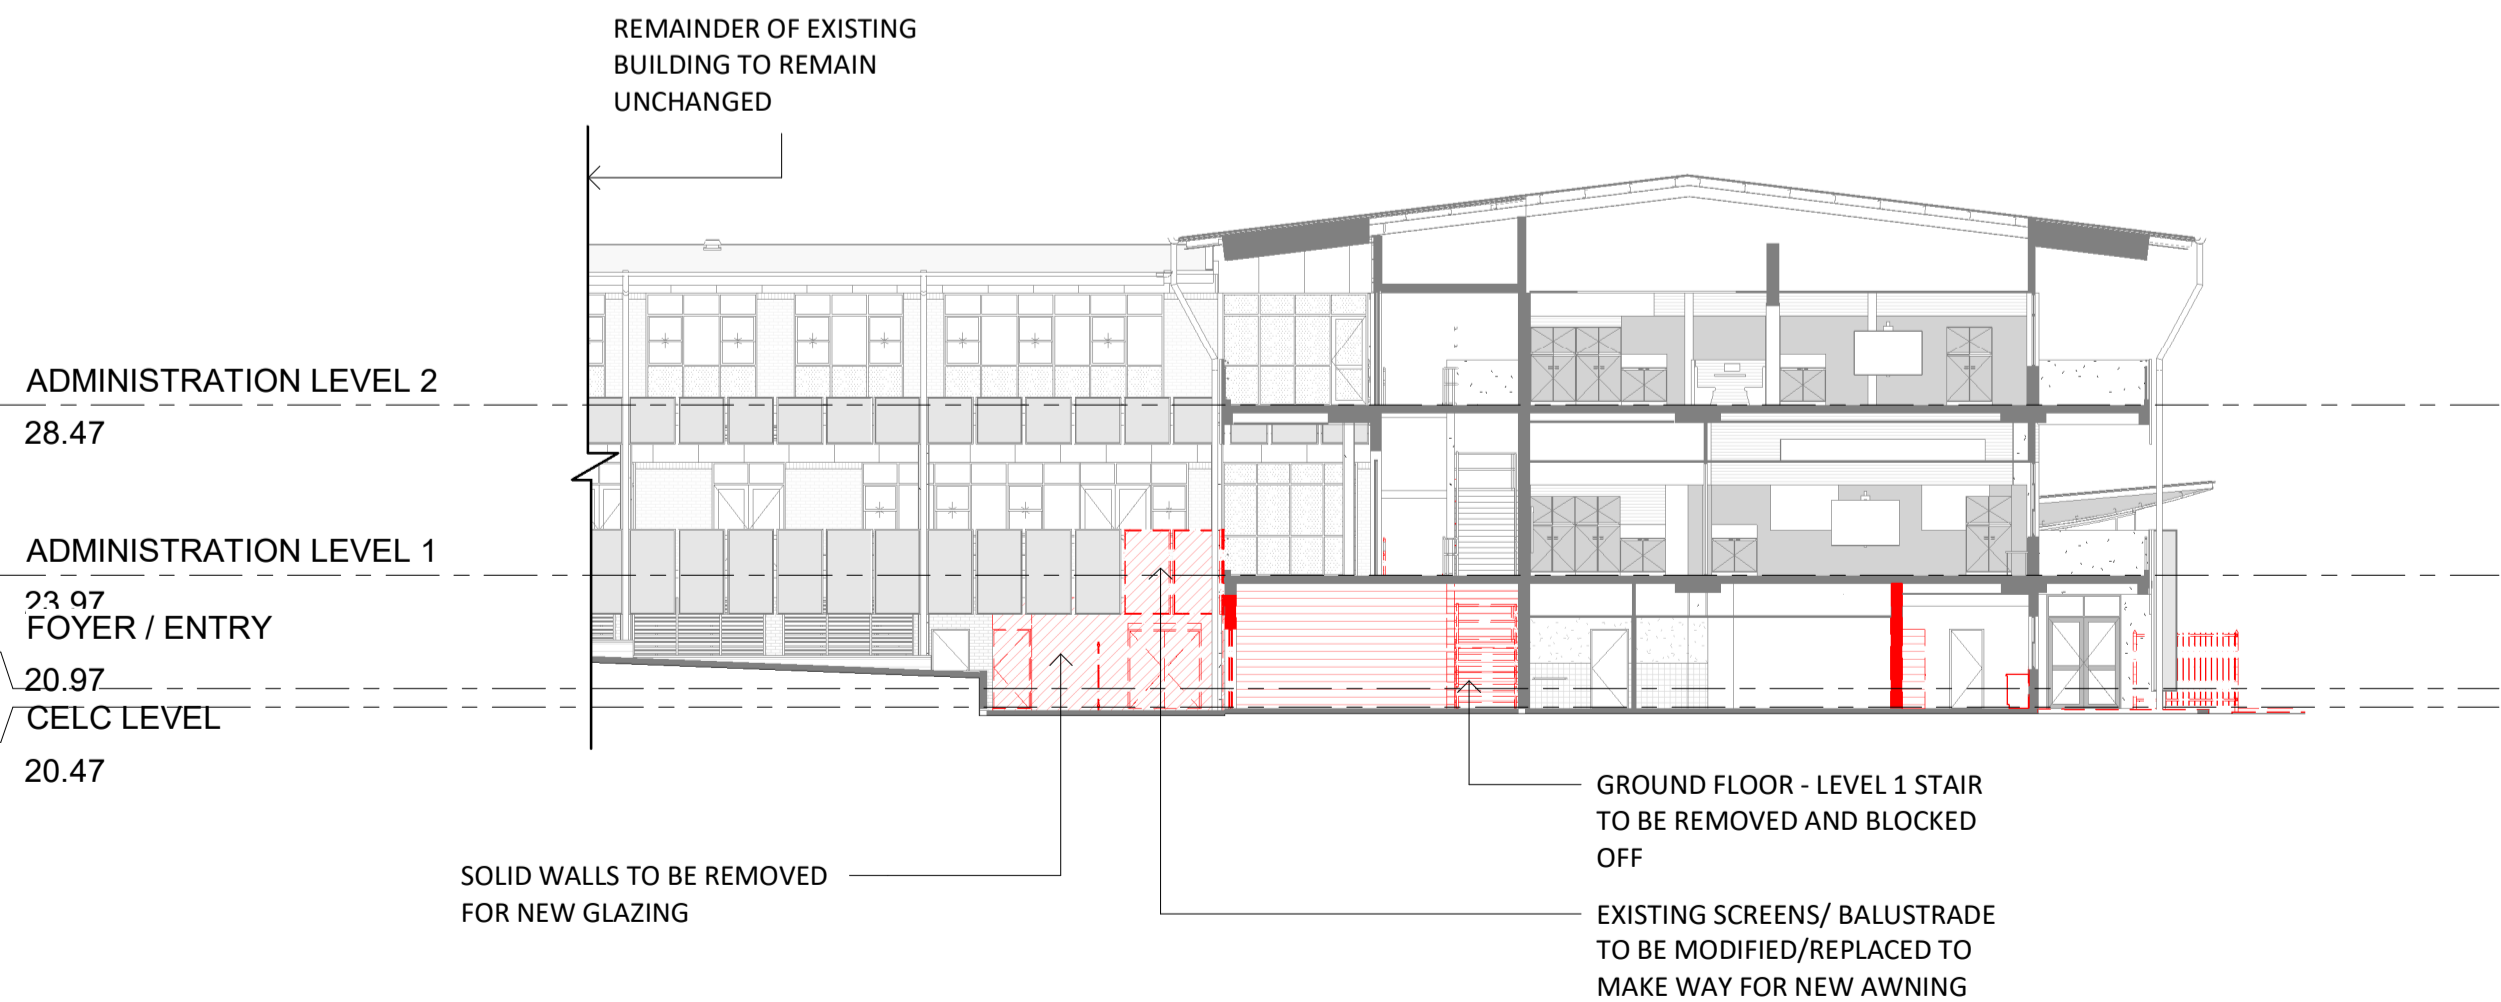 REMAINDER OF EXISTING
BUILDING TO REMAIN
UNCHANGED
ADMINISTRATION LEVEL 2
28.47
ADMINISTRATION LEVEL 1
23.97
FOYER / ENTRY
20.97
CELC LEVEL
20.47
GROUND FLOOR - LEVEL 1 STAIR
TO BE REMOVED AND BLOCKED
OFF
SOLID WALLS TO BE REMOVED
FOR NEW GLAZING
EXISTING SCREENS/ BALUSTRADE
TO BE MODIFIED/REPLACED TO
MAKE WAY FOR NEW AWNING